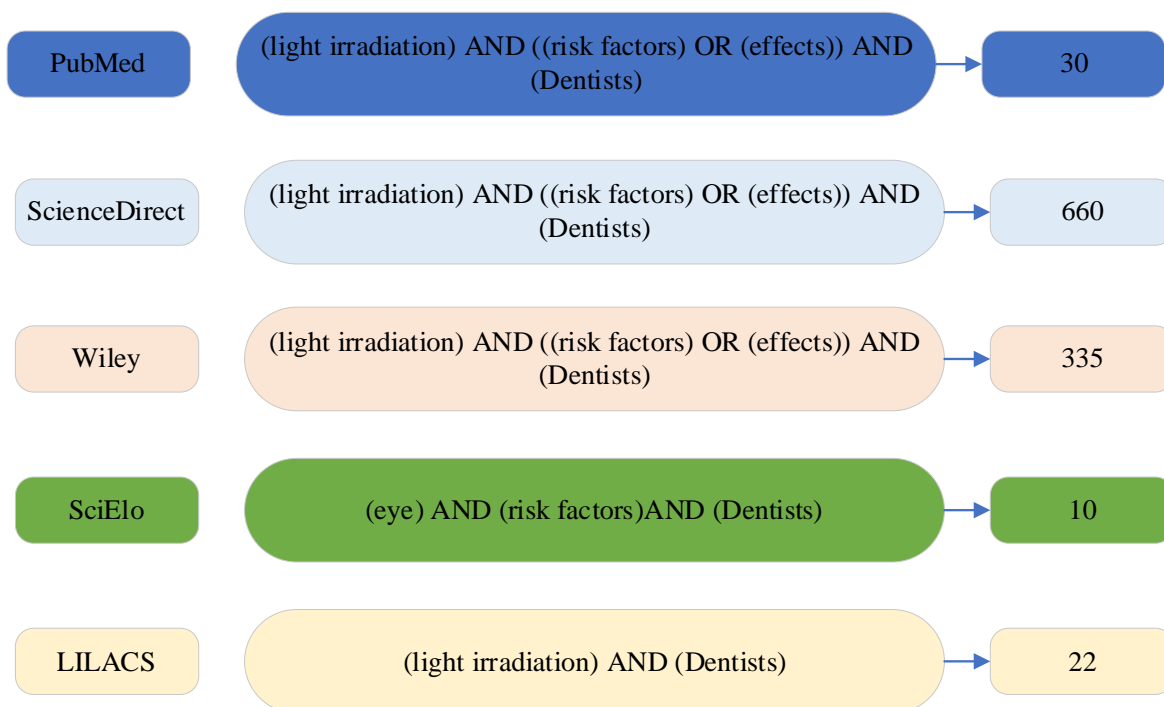 PubMed
(light irradiation) AND ((risk factors) OR (effects)) AND
(Dentists)
30
ScienceDirect
(light irradiation) AND ((risk factors) OR (effects)) AND
(Dentists)
660
Wiley
(light irradiation) AND ((risk factors) OR (effects)) AND
(Dentists)
335
SciElo
(eye) AND (risk factors)AND (Dentists)
10
LILACS
(light irradiation) AND (Dentists)
22